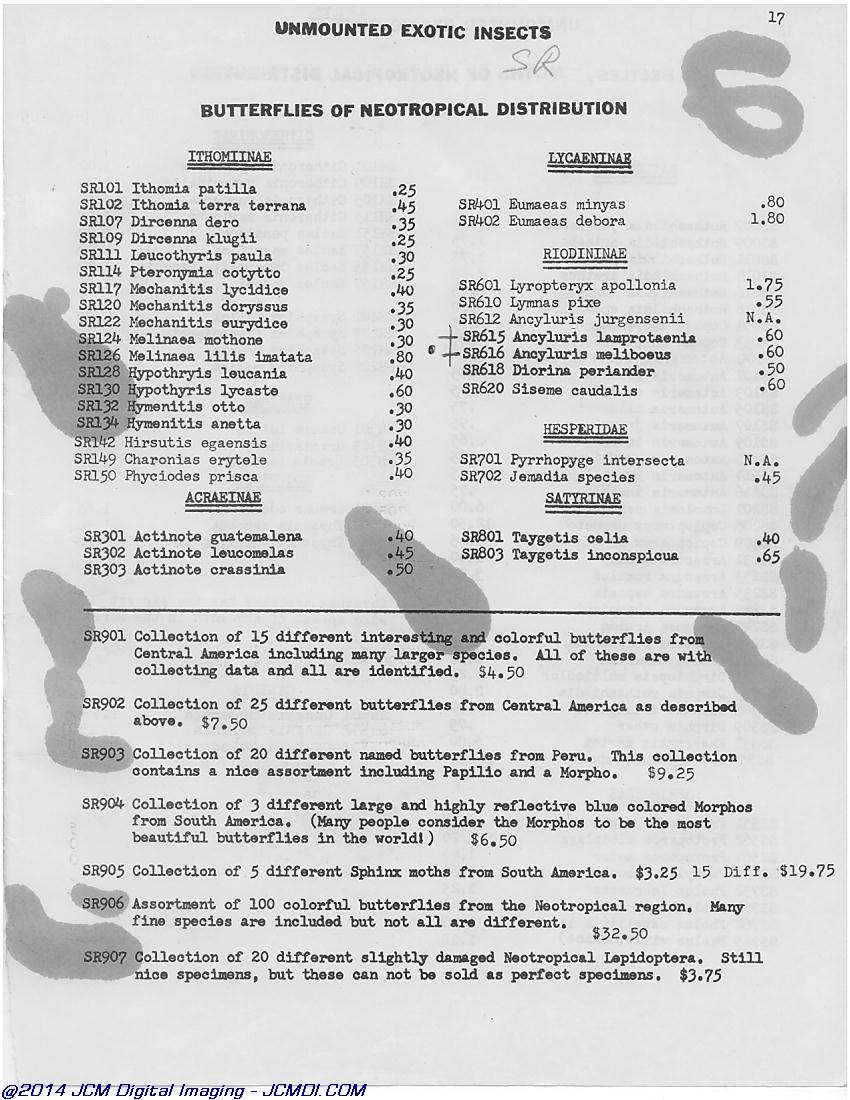 17
UNMOUNTED EXOTIC INSECTS
SR
BUTTERFLIES OF NEOTROPICAL DISTRIBUTION
ITHOMIINAE
SR101 Ithomia patilla .25
SR102 Ithomia terra terrana .45
SR107 Dircenna dero .35
SR109 Dircenna klugii .25
SR111 Leucothyris paula .30
SR114 Pteronymia cotytto .25
SR117 Mechanitis lycidice .40
SR120 Mechanitis doryssus .35
SR122 Mechanitis eurydice .30
SR124 Melinaea mothone .30
SR126 Melinaea lilis imatata .80
SR128 Hypothryis leucania .40
SR130 Hypothyris lycaste .60
SR132 Hymenitis otto .30
SR134 Hymenitis anetta .30
SR142 Hirsutis egaensis .40
SR149 Charonias erytele .35
SR150 Phyciodes prisca .40
ACRAEINAE
SR301 Actinote guatemalena .40
SR302 Actinote leucomelas .45
SR303 Actinote crassinia .50
LYCAENINAE
SR401 Eumaeas minyas .80
SR402 Eumaeas debora 1.80
RIODININAE
SR601 Lyropteryx apollonia 1.75
SR610 Lymnas pixe .55
SR612 Ancyluris jurgensenii N.A.
SR615 Ancyluris lamprotaenia .60
SR616 Ancyluris meliboeus .60
SR618 Diorina periander .50
SR620 Siseme caudalis .60
HESPERIDAE
SR701 Pyrrhopyge intersecta N.A.
SR702 Jemadia species .45
SATYRINAE
SR801 Taygetis celia .40
SR803 Taygetis inconspicua .65
SR901 Collection of 15 different interesting and colorful butterflies from
Central America including many larger species. All of these are with
collecting data and all are identified. $4.50
SR902 Collection of 25 different butterflies from Central America as described
above. $7.50
SR903 Collection of 20 different named butterflies from Peru. This collection
contains a nice assortment including Papilio and a Morpho. $9.25
SR904 Collection of 3 different large and highly reflective blue colored Morphos
from South America. (Many people consider the Morphos to be the most
beautiful butterflies in the world!) $6.50
SR905 Collection of 5 different Sphinx moths from South America. $3.25 15 Diff. $19.75
SR906 Assortment of 100 colorful butterflies from the Neotropical region. Many
fine species are included but not all are different.
$32.50
SR907 Collection of 20 different slightly damaged Neotropical Lepidoptera. Still
nice specimens, but these can not be sold as perfect specimens. $3.75
@2014 JCM Digital Imaging - JCMDI.COM